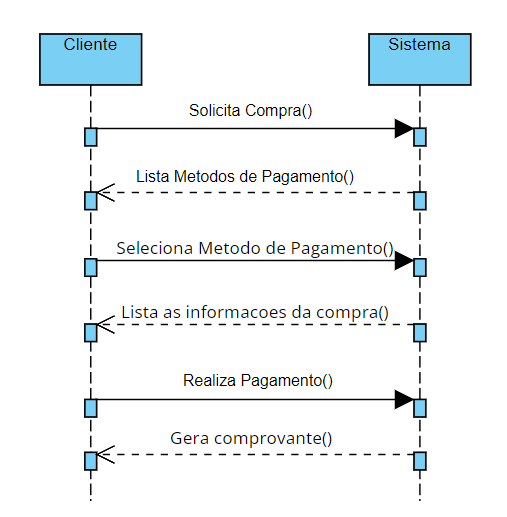 Cliente
Sistema
Solicita Compra()
Lista Metodos de Pagamento()
Seleciona Metodo de Pagamento()
Lista as informacoes da compra()
Realiza Pagamento()
Gera comprovante()